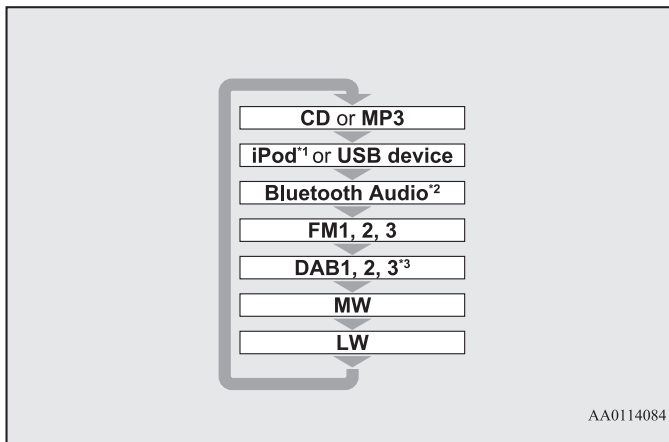 CD or MP3
iPod*1 or USB device
Bluetooth Audio*2
FM1, 2, 3
DAB1, 2, 3*3
MW
LW
AA0114084